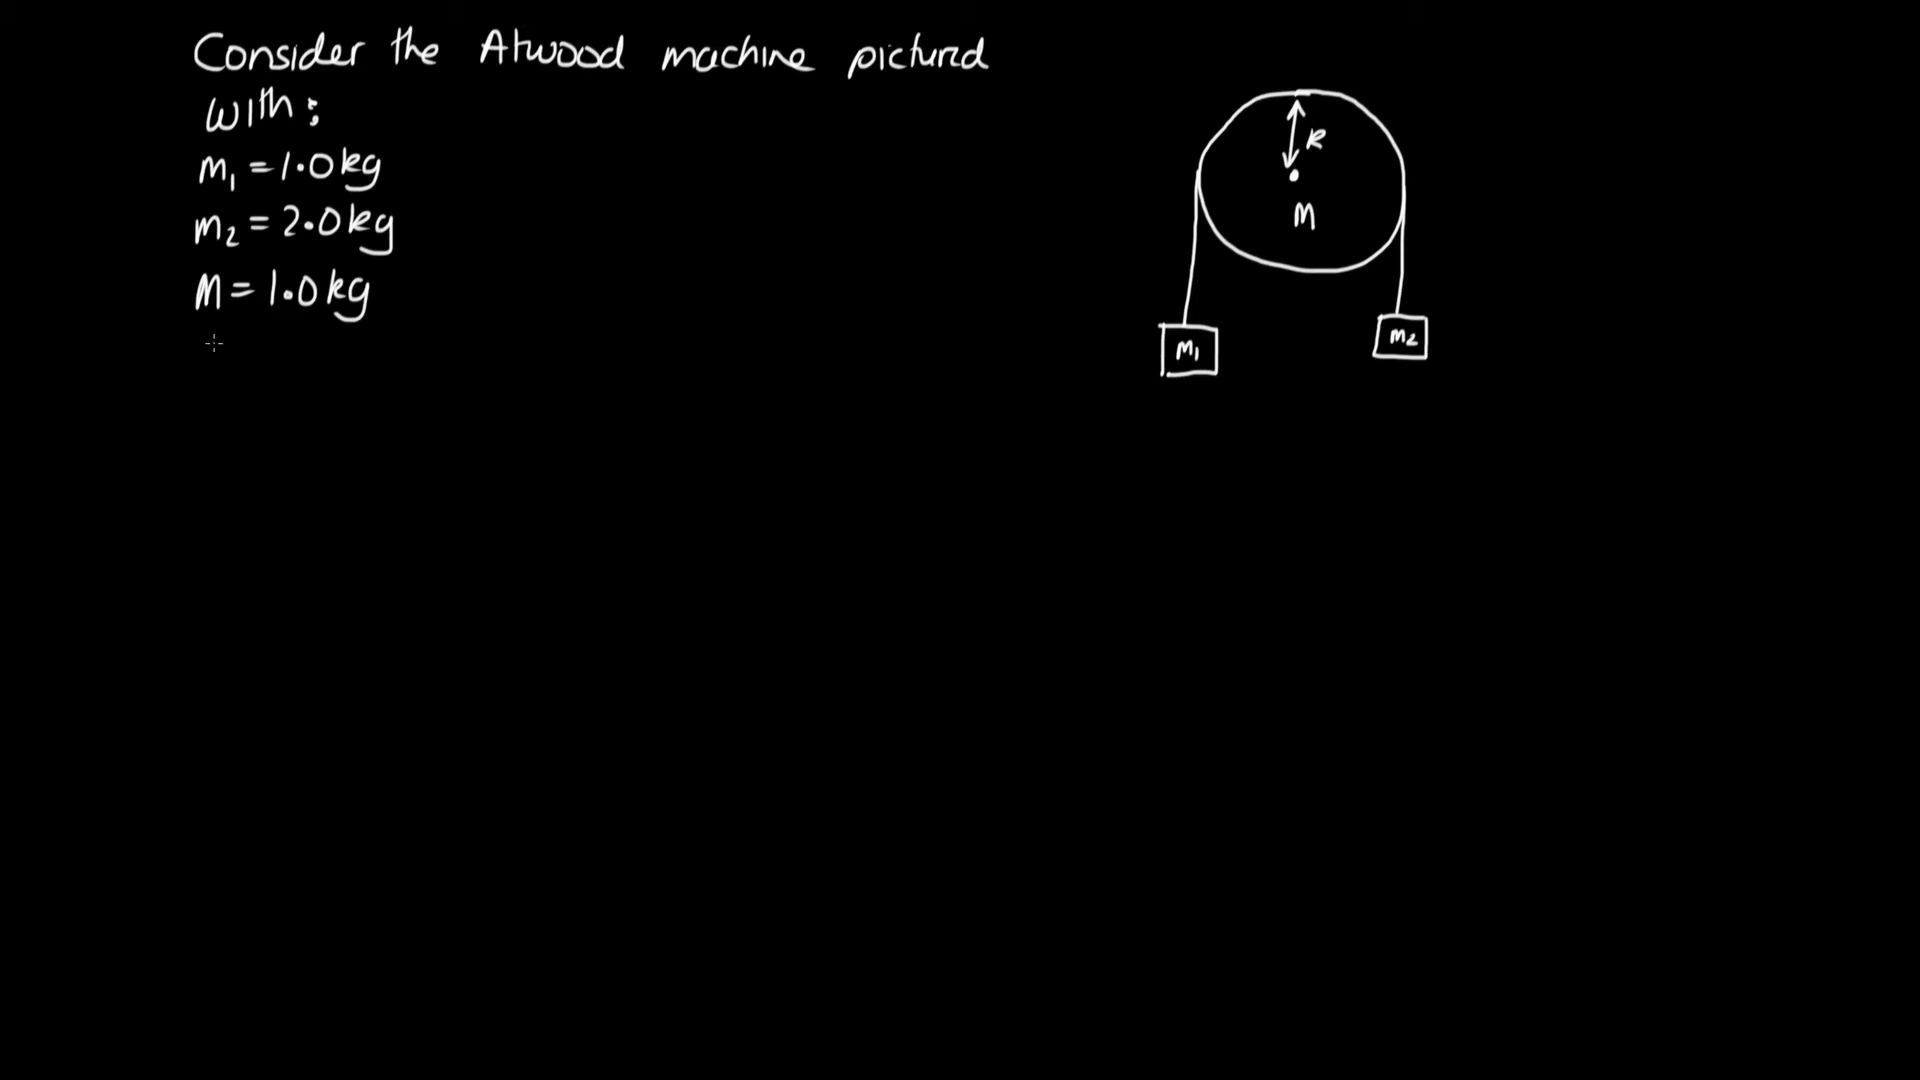 Consider the Atwood machine pictured
with:
m₁ = 1.0kg
m₂ = 2.0kg
M = 1.0kg
R
M
m₁
m₂